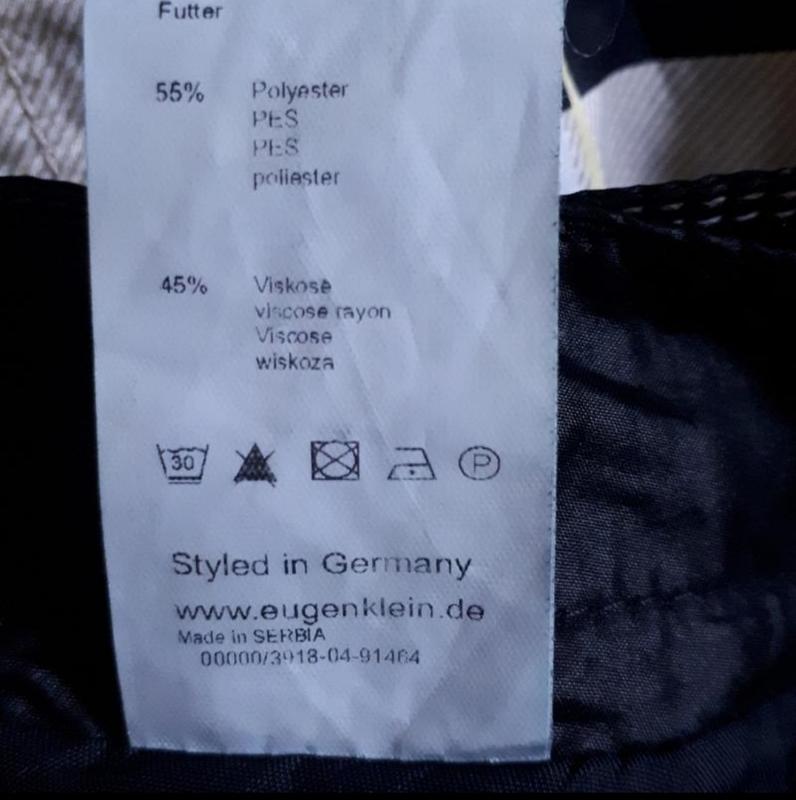 Futter
55% Polyester
PES
PES
poliester
45% Viskose
viscose rayon
Viscose
wiskoza
30
P
Styled in Germany
www.eugenklein.de
Made in SERBIA
00000/3918-04-91464